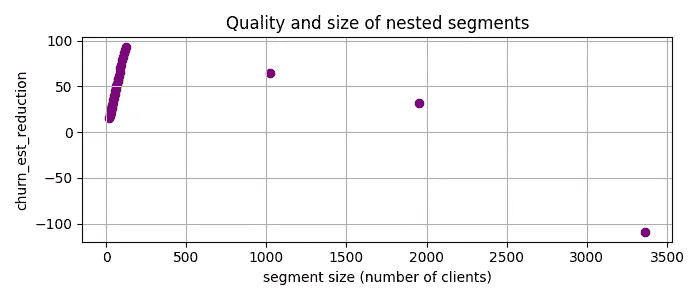 Quality and size of nested segments
churn_est_reduction
100
50
0
−50
−100
0 500 1000 1500 2000 2500 3000 3500
segment size (number of clients)